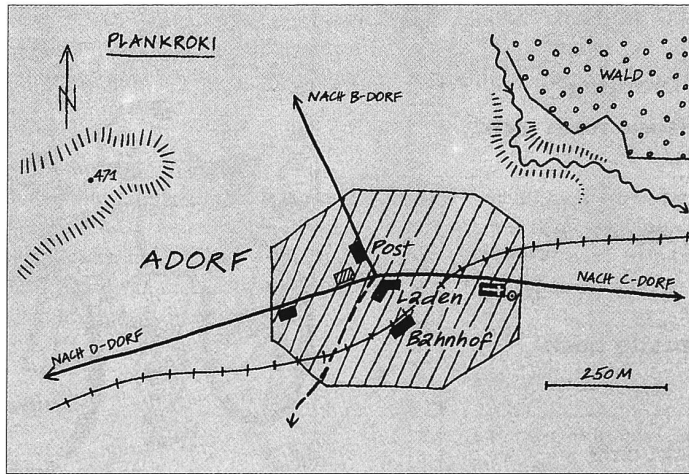 PLANKROKI
N
WALD
NACH B-DORF
471
ADORF
Post
Laden
NACH C-DORF
Bahnhof
NACH D-DORF
250 M